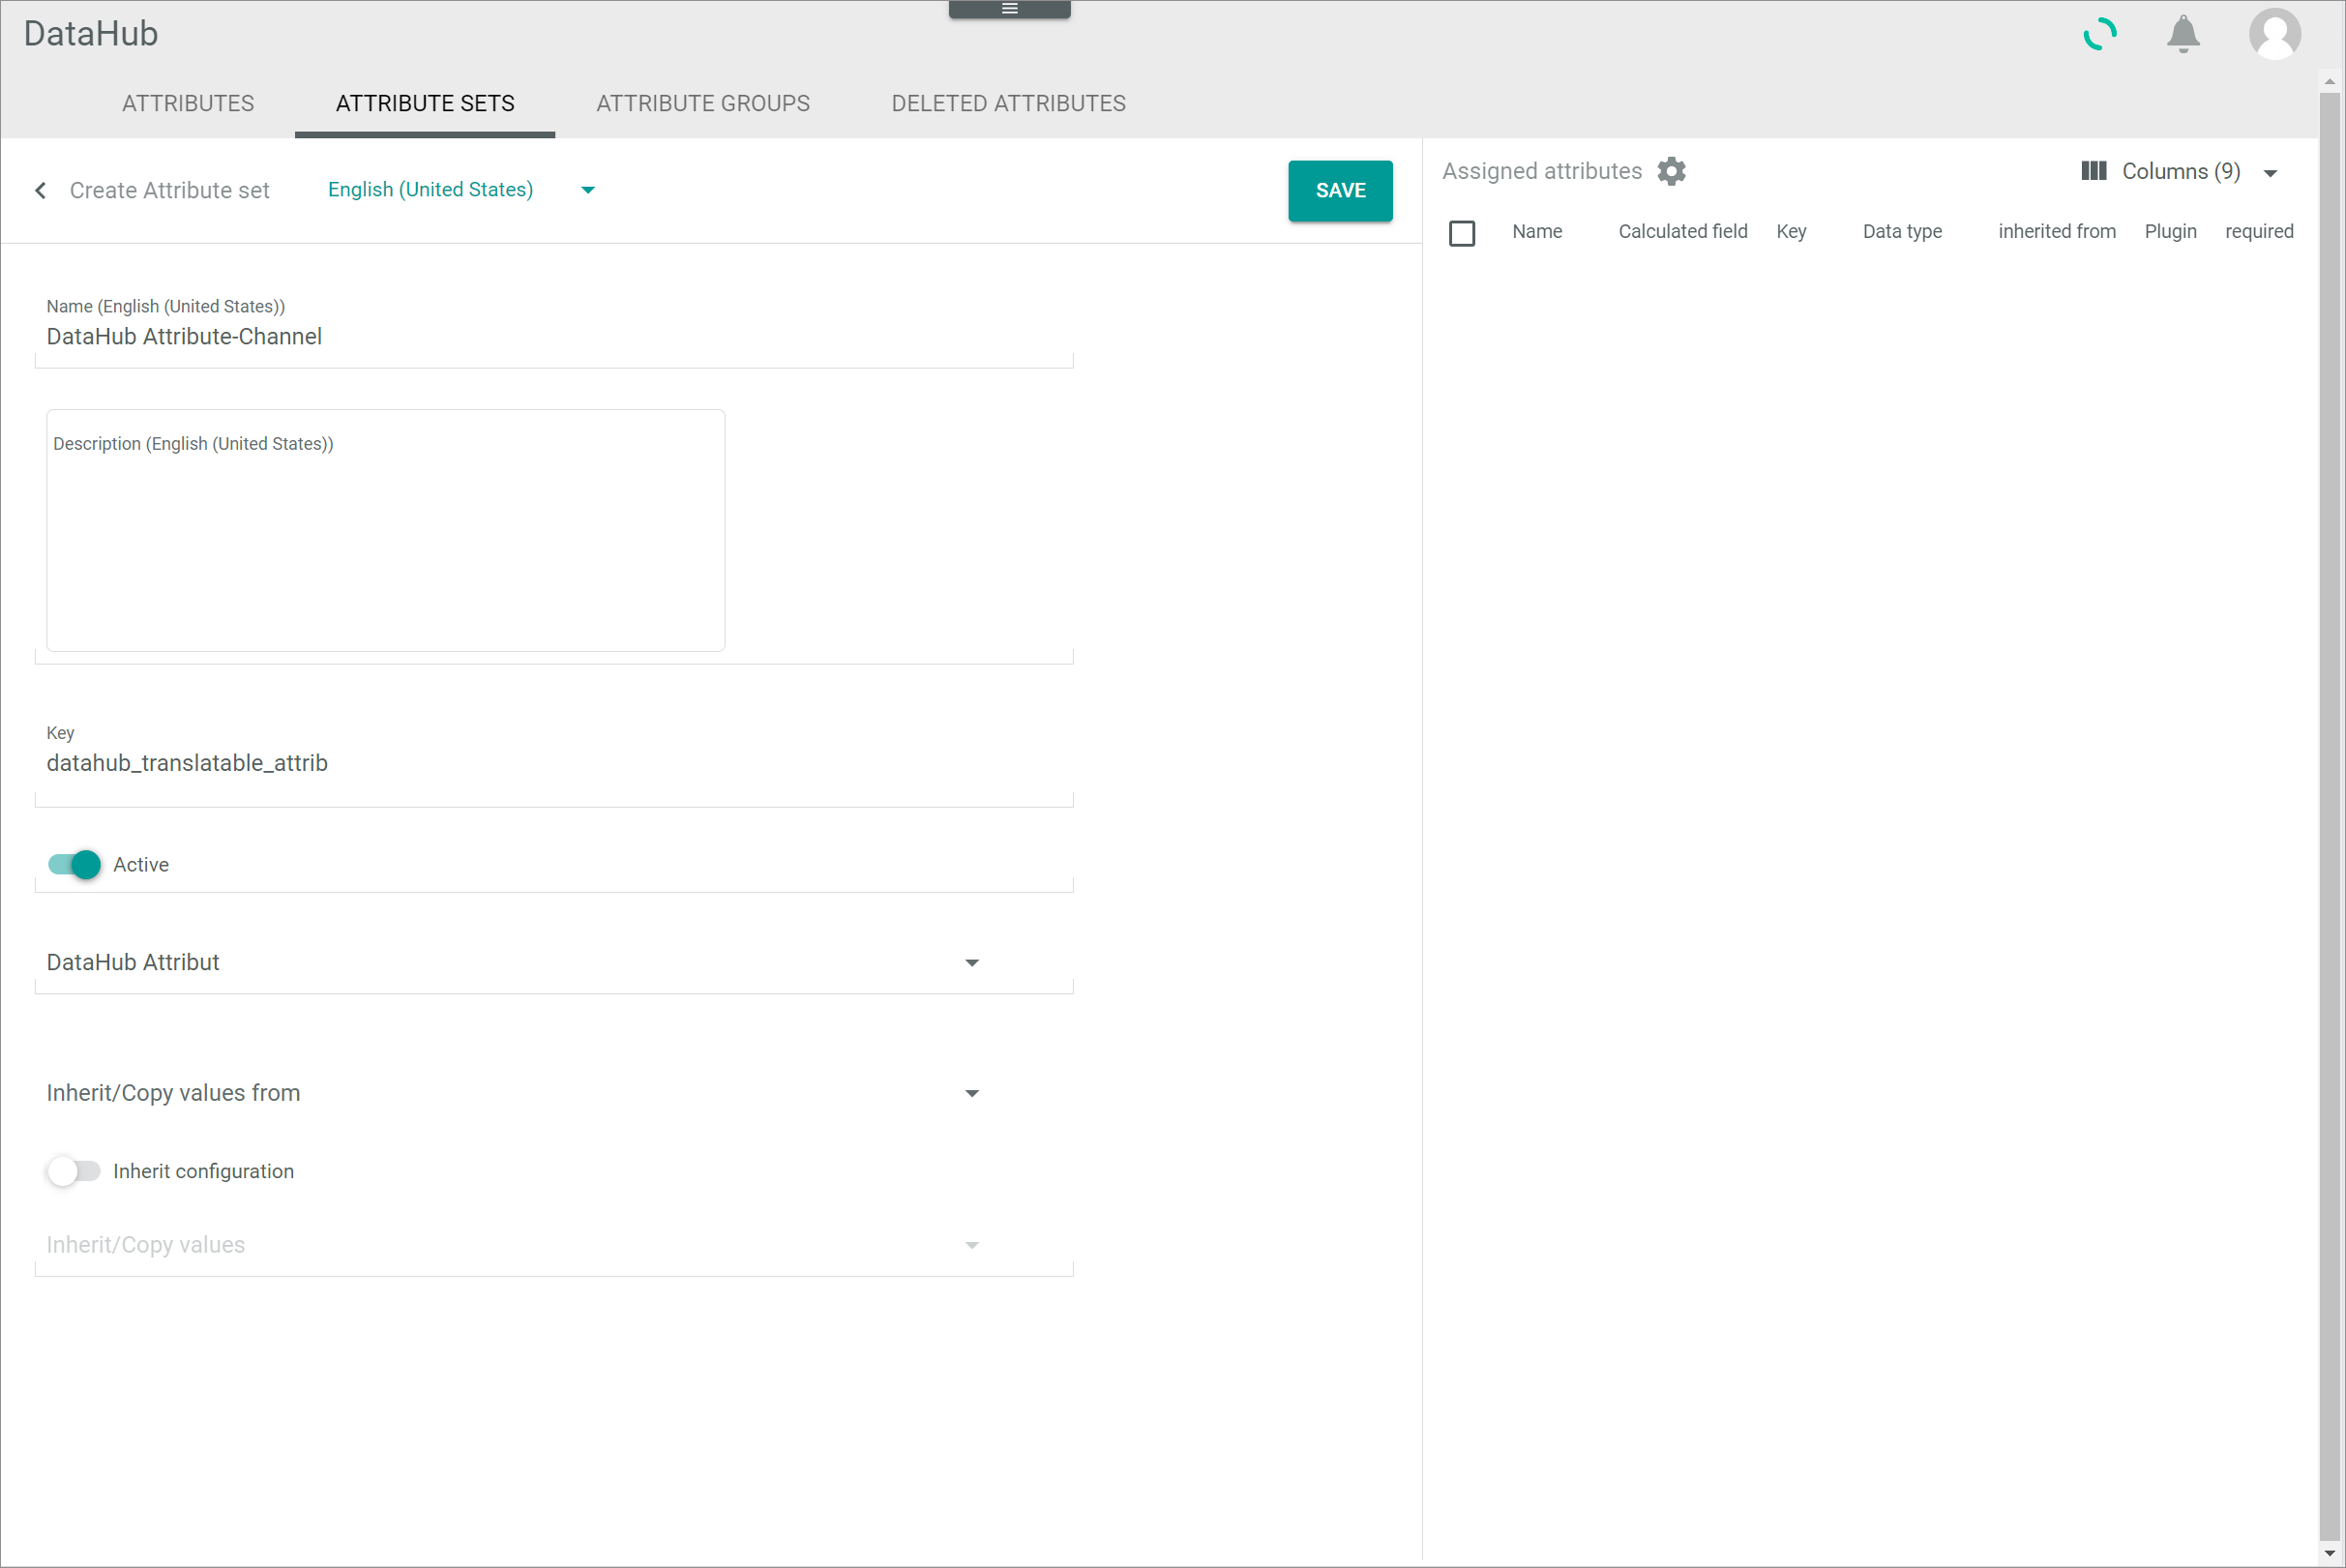 DataHub
ATTRIBUTES ATTRIBUTE SETS ATTRIBUTE GROUPS DELETED ATTRIBUTES
Create Attribute set English (United States) SAVE
Name (English (United States))
DataHub Attribute-Channel
Description (English (United States))
Key
datahub_translatable_attrib
Active
DataHub Attribut
Inherit/Copy values from
Inherit configuration
Inherit/Copy values
Assigned attributes Columns (9)
Name Calculated field Key Data type inherited from Plugin required